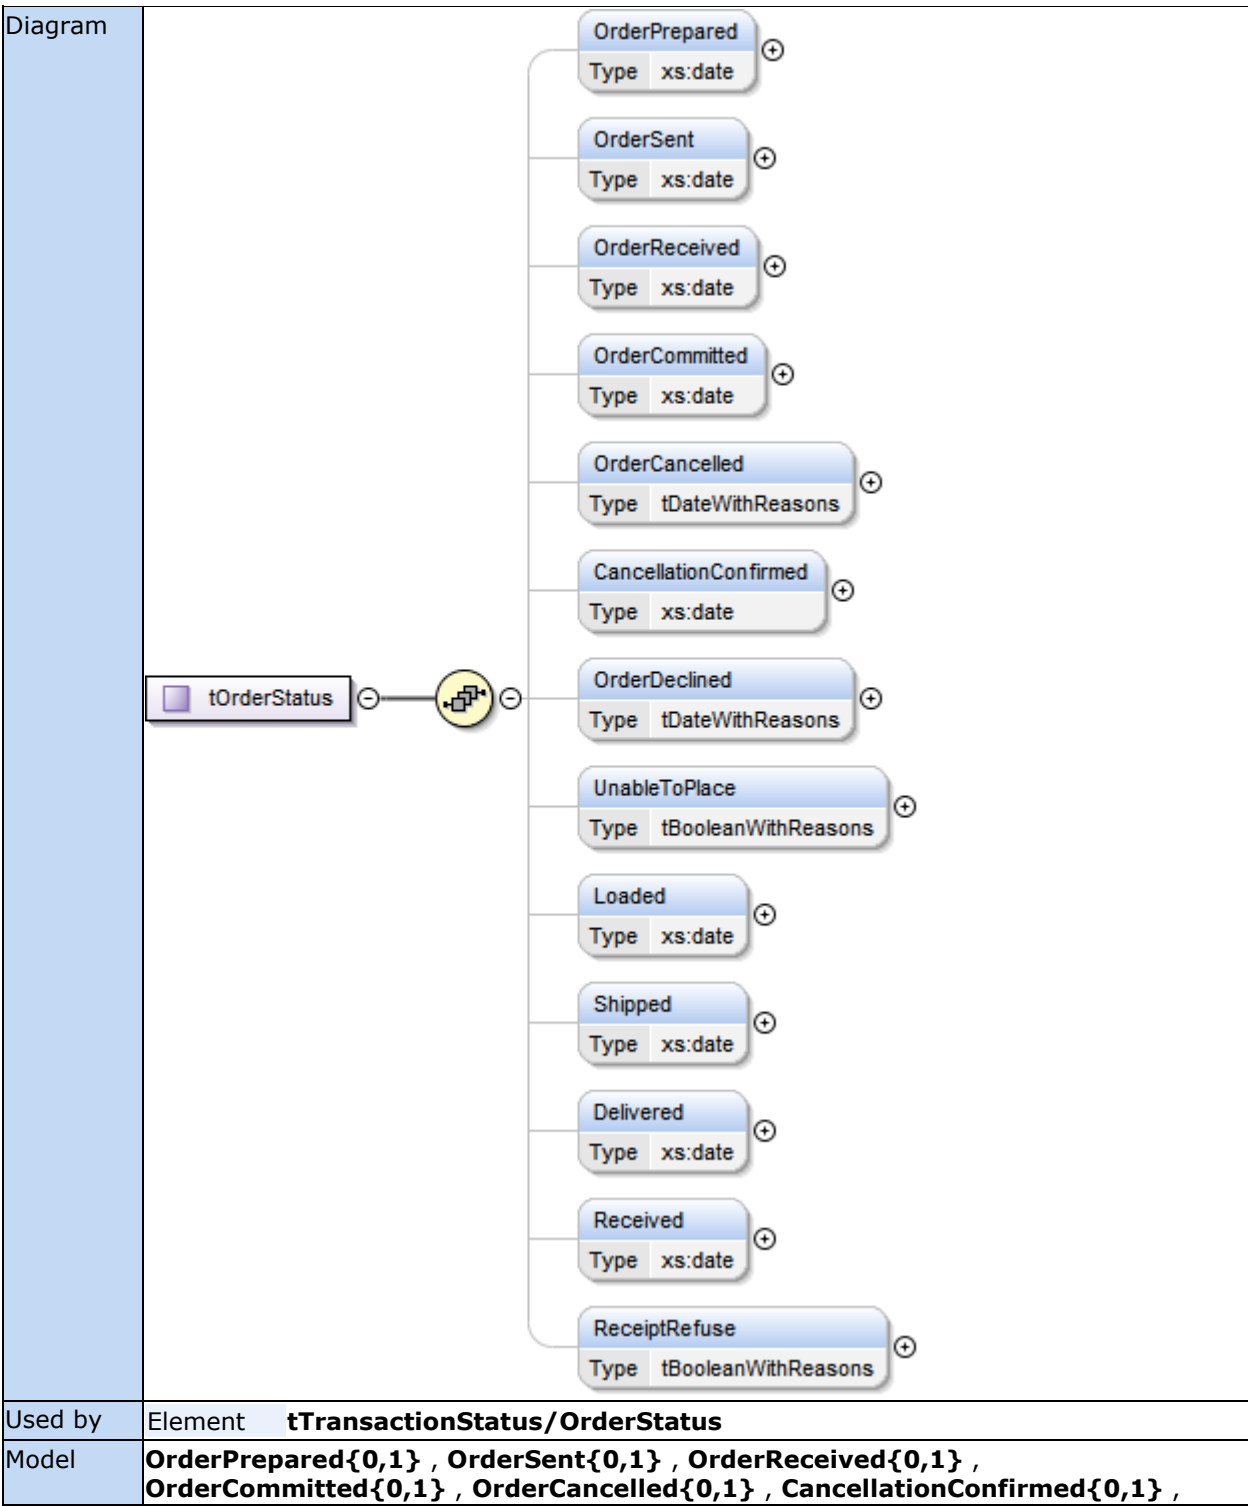 Diagram
OrderPrepared
Type xs:date
OrderSent
Type xs:date
OrderReceived
Type xs:date
OrderCommitted
Type xs:date
OrderCancelled
Type tDateWithReasons
CancellationConfirmed
Type xs:date
tOrderStatus
OrderDeclined
Type tDateWithReasons
UnableToPlace
Type tBooleanWithReasons
Loaded
Type xs:date
Shipped
Type xs:date
Delivered
Type xs:date
Received
Type xs:date
ReceiptRefuse
Type tBooleanWithReasons
Used by Element tTransactionStatus/OrderStatus
Model OrderPrepared{0,1} , OrderSent{0,1} , OrderReceived{0,1} ,
OrderCommitted{0,1} , OrderCancelled{0,1} , CancellationConfirmed{0,1} ,